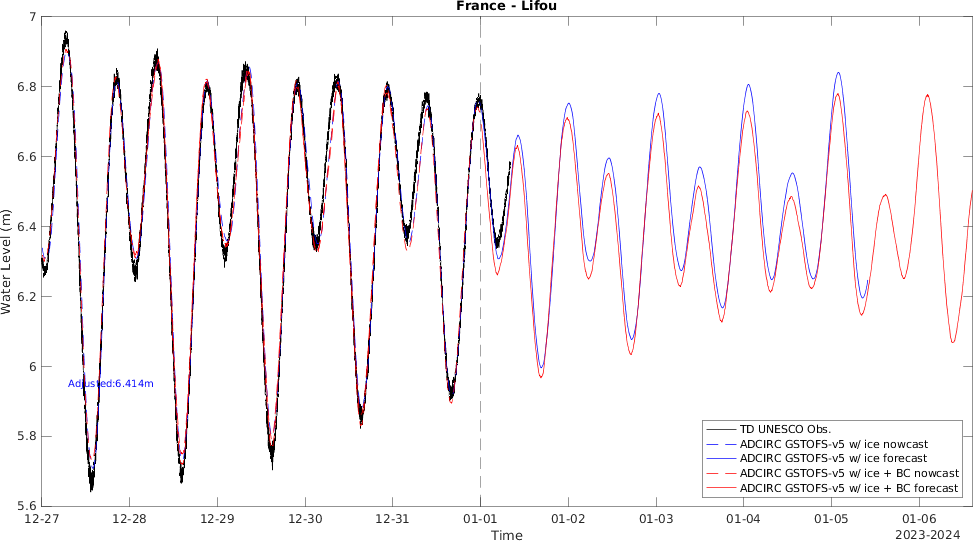 France - Lifou
7
6.8
6.6
6.4
6.2
6
5.8
5.6
Water Level (m)
Adjusted:6.414m
TD UNESCO Obs.
ADCIRC GSTOFS-v5 w/ ice nowcast
ADCIRC GSTOFS-v5 w/ ice forecast
ADCIRC GSTOFS-v5 w/ ice + BC nowcast
ADCIRC GSTOFS-v5 w/ ice + BC forecast
12-27 12-28 12-29 12-30 12-31 01-01 01-02 01-03 01-04 01-05 01-06
Time
2023-2024